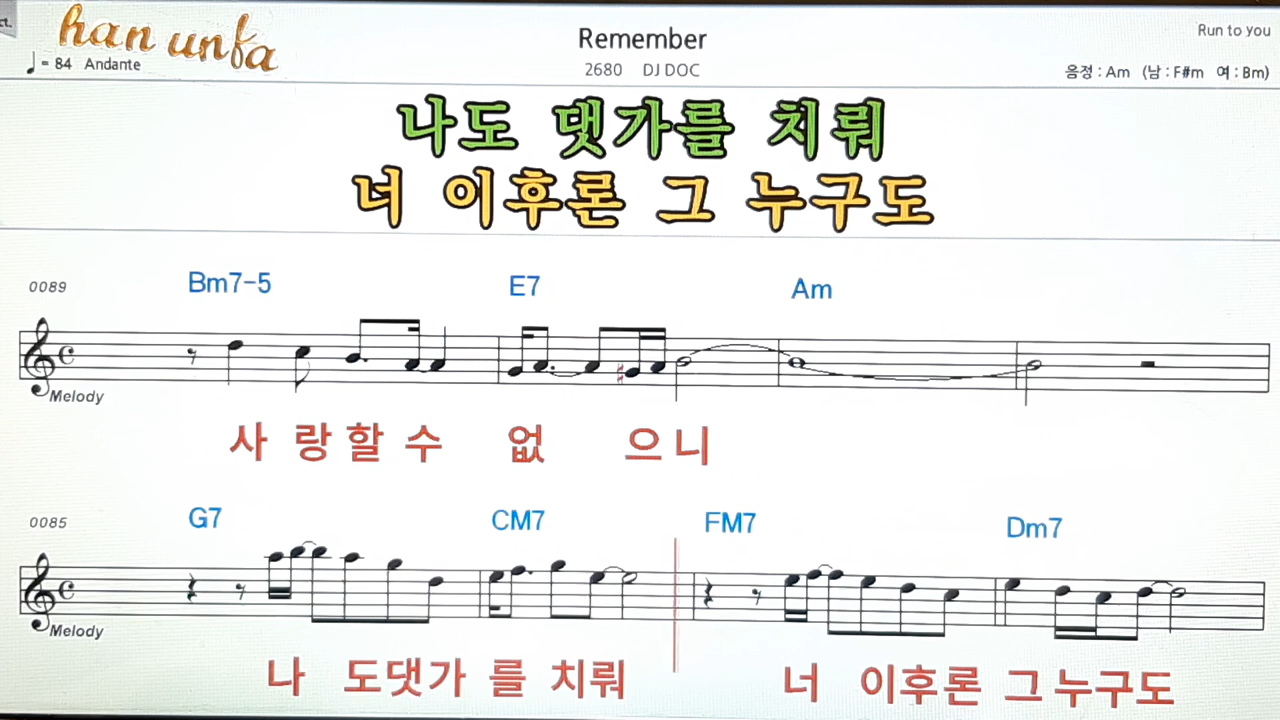 ct.
han unfa
♩= 84 Andante
Remember
2680 DJ DOC
Run to you
음정 : Am (남 : F#m 여 : Bm)
나도 댓가를 치뤄
너 이후론 그 누구도
0089 Bm7-5 E7 Am
Melody
사 랑 할 수 없 으 니
0085 G7 CM7 FM7 Dm7
Melody
나 도댓가 를 치뤄 너 이후론 그 누구도